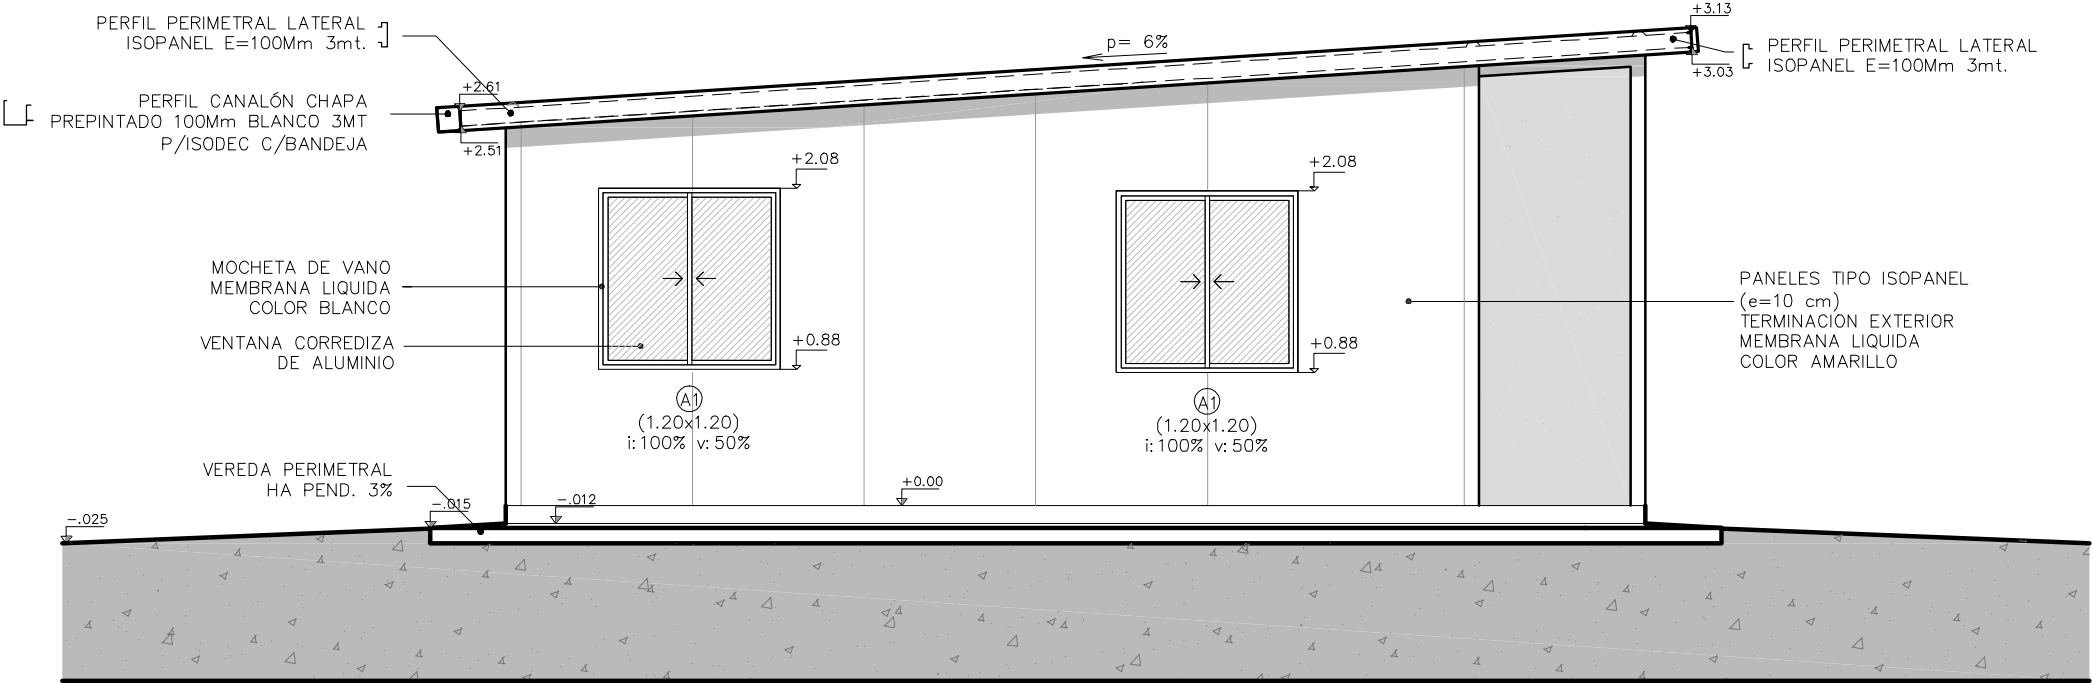 PERFIL PERIMETRAL LATERAL
ISOPANEL E=100Mm 3mt.
+3.13
p= 6%
PERFIL PERIMETRAL LATERAL
ISOPANEL E=100Mm 3mt.
+3.03
+2.61
PERFIL CANALÓN CHAPA
PREPINTADO 100Mm BLANCO 3MT
P/ISODEC C/BANDEJA
+2.51
+2.08
+2.08
MOCHETA DE VANO
MEMBRANA LIQUIDA
COLOR BLANCO
PANELES TIPO ISOPANEL
(e=10 cm)
TERMINACIÓN EXTERIOR
MEMBRANA LIQUIDA
COLOR AMARILLO
VENTANA CORREDIZA
DE ALUMINIO
+0.88
+0.88
A1
(1.20x1.20)
i:100% v:50%
A1
(1.20x1.20)
i:100% v:50%
VEREDA PERIMETRAL
HA PEND. 3%
+0.00
-.012
-.015
-.025